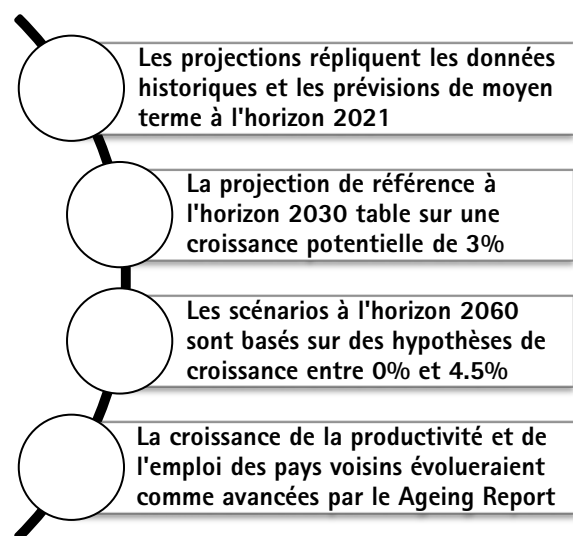 Les projections répliquent les données
historiques et les prévisions de moyen
terme à l'horizon 2021
La projection de référence à
l'horizon 2030 table sur une
croissance potentielle de 3%
Les scénarios à l'horizon 2060
sont basés sur des hypothèses de
croissance entre 0% et 4.5%
La croissance de la productivité et de
l'emploi des pays voisins évolueraient
comme avancées par le Ageing Report